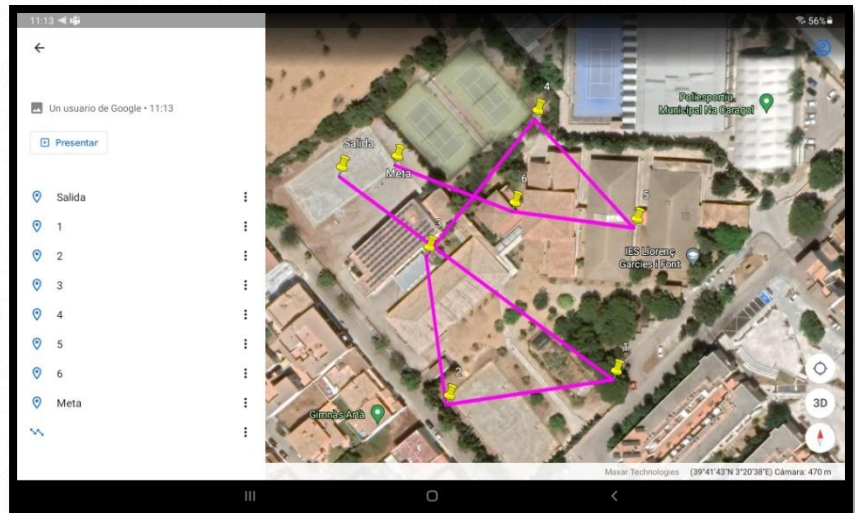 11:13
56%
Un usuario de Google • 11:13
Presentar
Salida
1
2
3
4
5
6
Meta
Salida
Meta
4
6
5
3
1
2
Poliesportiu
Municipal Na Caragol
IES Llorenç
Garcies i Font
Gimnàs Artà
3D
Maxar Technologies (39°41'43"N 3°20'38"E) Cámara: 470 m